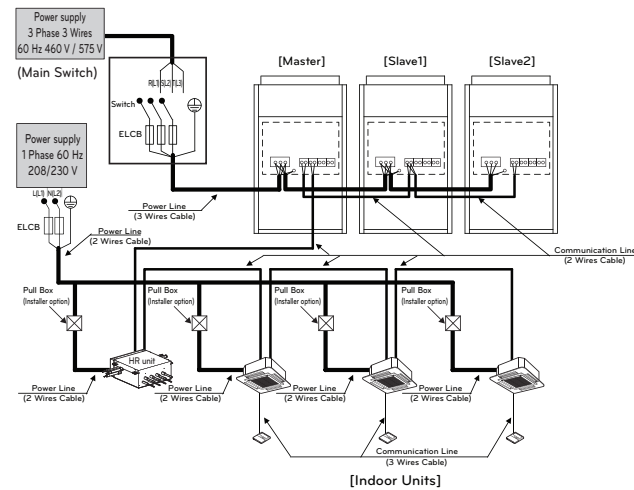 Power supply
3 Phase 3 Wires
60 Hz 460 V / 575 V
(Main Switch)
R(L1) S(L2) T(L3)
Switch
ELCB
[Master]
[Slave1]
[Slave2]
Power supply
1 Phase 60 Hz
208/230 V
L(L1) N(L2)
ELCB
Power Line
(2 Wires Cable)
Power Line
(3 Wires Cable)
Communication Line
(2 Wires Cable)
Pull Box
(Installer option)
Pull Box
(Installer option)
Pull Box
(Installer option)
Pull Box
(Installer option)
HR unit
Power Line
(2 Wires Cable)
Power Line
(2 Wires Cable)
Power Line
(2 Wires Cable)
Power Line
(2 Wires Cable)
Communication Line
(3 Wires Cable)
[Indoor Units]